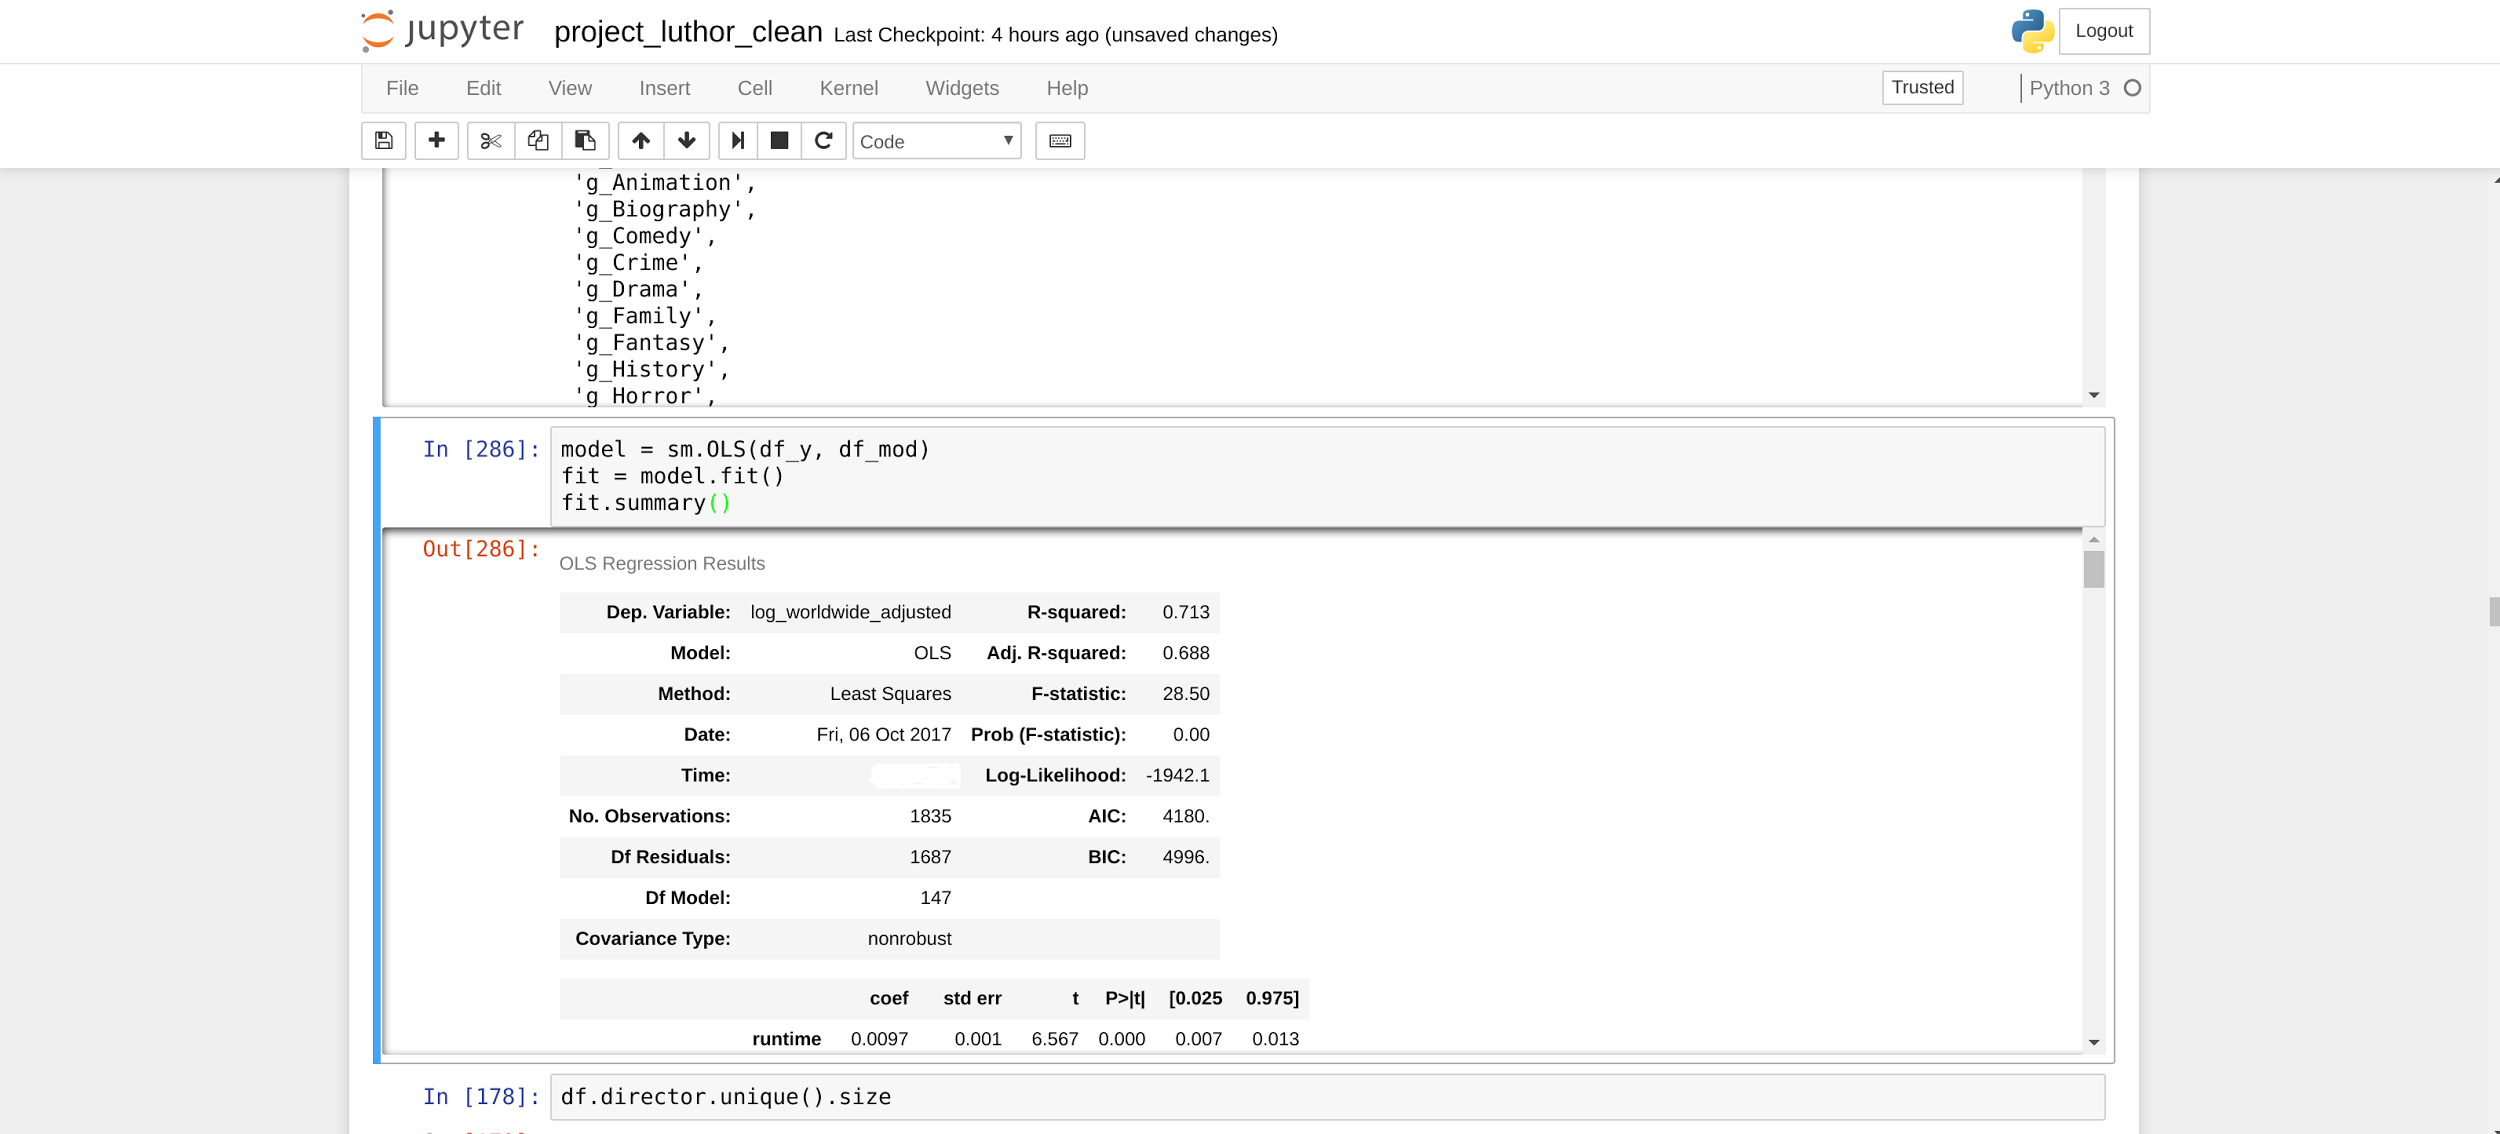 jupyter project_luthor_clean Last Checkpoint: 4 hours ago (unsaved changes) Logout
File Edit View Insert Cell Kernel Widgets Help Trusted Python 3
Code
'g_Animation',
'g_Biography',
'g_Comedy',
'g_Crime',
'g_Drama',
'g_Family',
'g_Fantasy',
'g_History',
'g_Horror',
In [286]: model = sm.OLS(df_y, df_mod)
fit = model.fit()
fit.summary()
Out[286]:
OLS Regression Results
Dep. Variable: log_worldwide_adjusted R-squared: 0.713
Model: OLS Adj. R-squared: 0.688
Method: Least Squares F-statistic: 28.50
Date: Fri, 06 Oct 2017 Prob (F-statistic): 0.00
Time: Log-Likelihood: -1942.1
No. Observations: 1835 AIC: 4180.
Df Residuals: 1687 BIC: 4996.
Df Model: 147
Covariance Type: nonrobust
coef std err t P>|t| [0.025 0.975]
runtime 0.0097 0.001 6.567 0.000 0.007 0.013
In [178]: df.director.unique().size